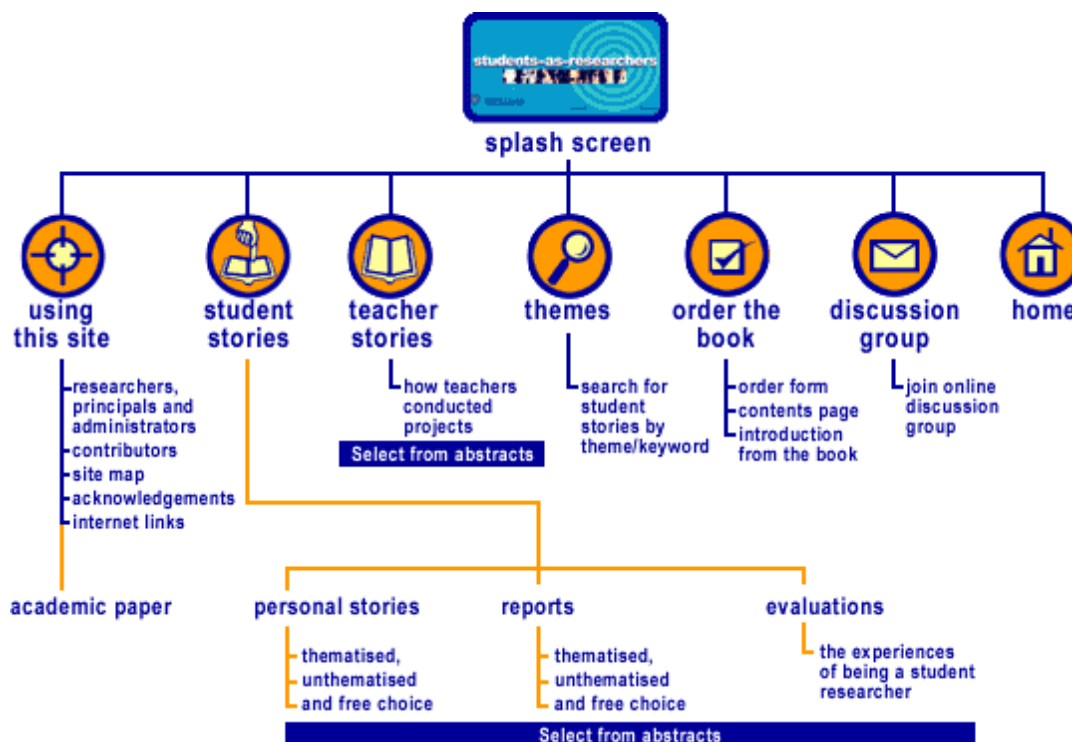 students-as-researchers
splash screen
using
this site
student
stories
teacher
stories
themes
order the
book
discussion
group
home
researchers,
principals and
administrators
contributors
site map
acknowledgements
internet links
how teachers
conducted
projects
Select from abstracts
search for
student
stories by
theme/keyword
order form
contents page
introduction
from the book
join online
discussion
group
academic paper
personal stories
reports
evaluations
thematised,
unthematised
and free choice
thematised,
unthematised
and free choice
the experiences
of being a student
researcher
Select from abstracts